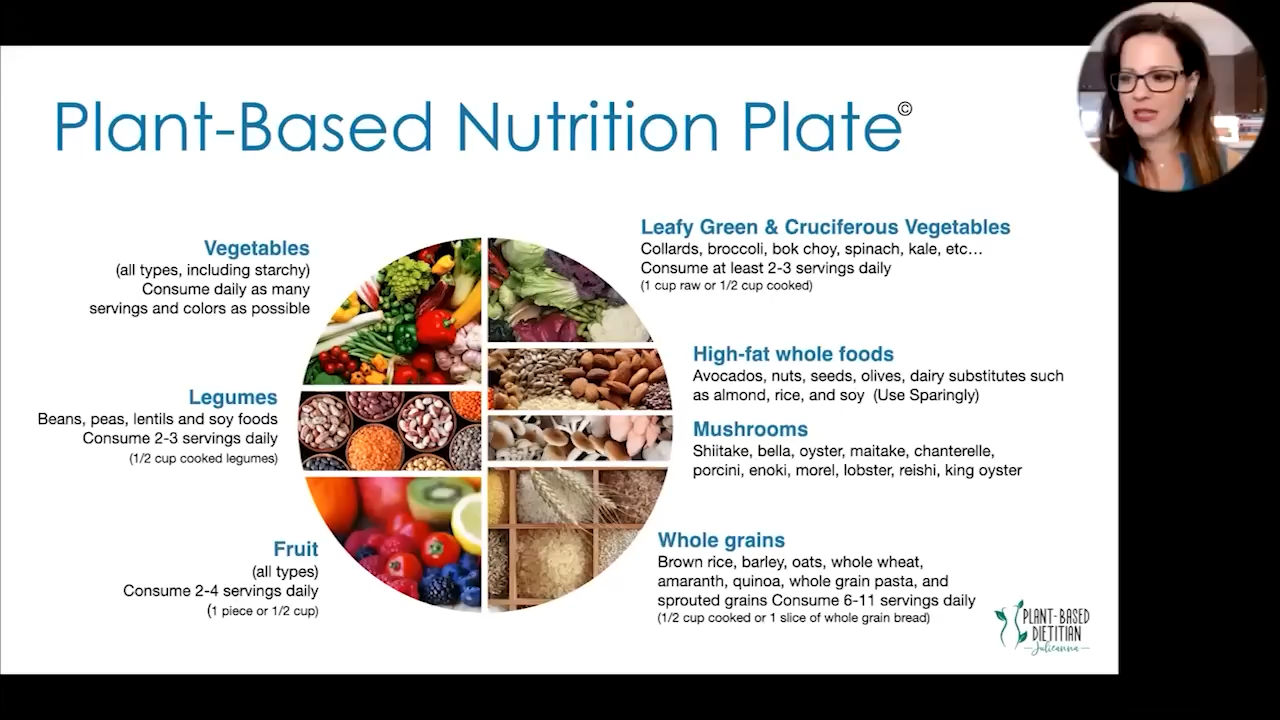 Plant-Based Nutrition Plate©
Vegetables
(all types, including starchy)
Consume daily as many
servings and colors as possible
Legumes
Beans, peas, lentils and soy foods
Consume 2-3 servings daily
(1/2 cup cooked legumes)
Fruit
(all types)
Consume 2-4 servings daily
(1 piece or 1/2 cup)
Leafy Green & Cruciferous Vegetables
Collards, broccoli, bok choy, spinach, kale, etc…
Consume at least 2-3 servings daily
(1 cup raw or 1/2 cup cooked)
High-fat whole foods
Avocados, nuts, seeds, olives, dairy substitutes such
as almond, rice, and soy (Use Sparingly)
Mushrooms
Shiitake, bella, oyster, maitake, chanterelle,
porcini, enoki, morel, lobster, reishi, king oyster
Whole grains
Brown rice, barley, oats, whole wheat,
amaranth, quinoa, whole grain pasta, and
sprouted grains Consume 6-11 servings daily
(1/2 cup cooked or 1 slice of whole grain bread)
PLANT-BASED
DIETITIAN
Julieanna